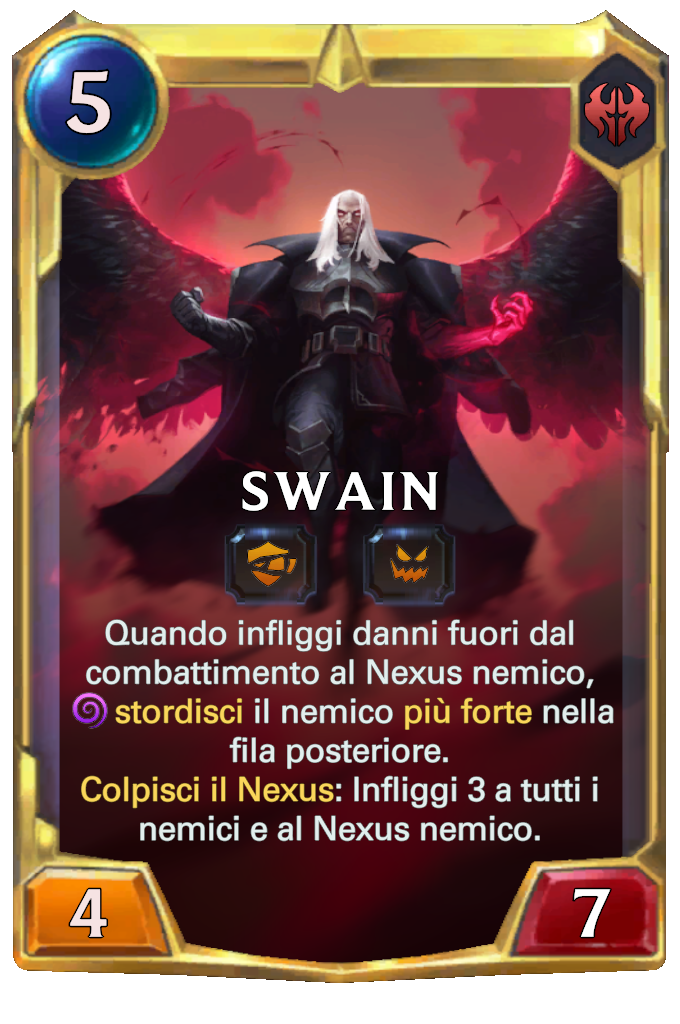 5
SWAIN
Quando infliggi danni fuori dal
combattimento al Nexus nemico,
stordisci il nemico più forte nella
fila posteriore.
Colpisci il Nexus: Infliggi 3 a tutti i
nemici e al Nexus nemico.
4
7